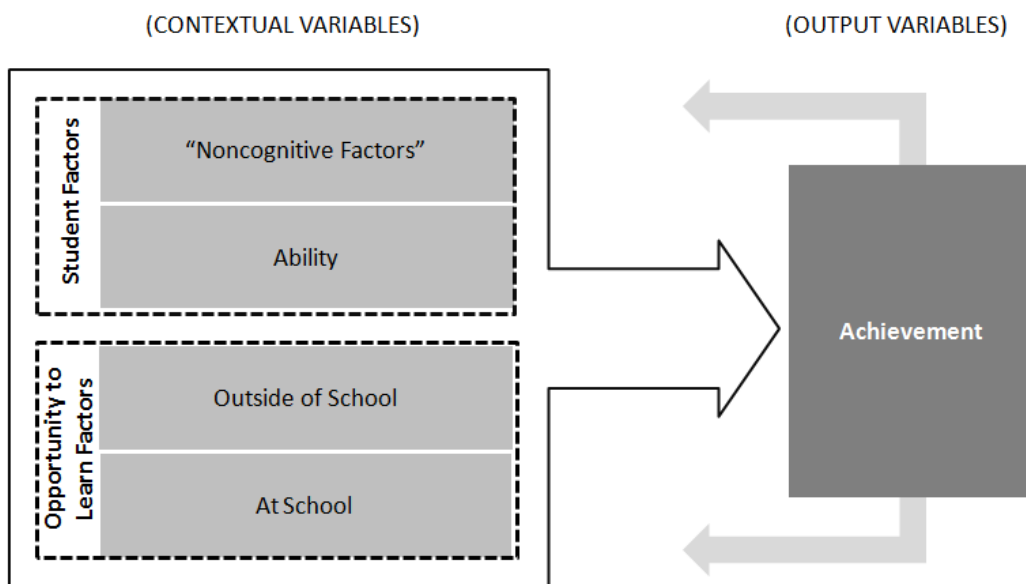 (CONTEXTUAL VARIABLES)
(OUTPUT VARIABLES)
Student Factors
“Noncognitive Factors”
Ability
Opportunity to
Learn Factors
Outside of School
At School
Achievement